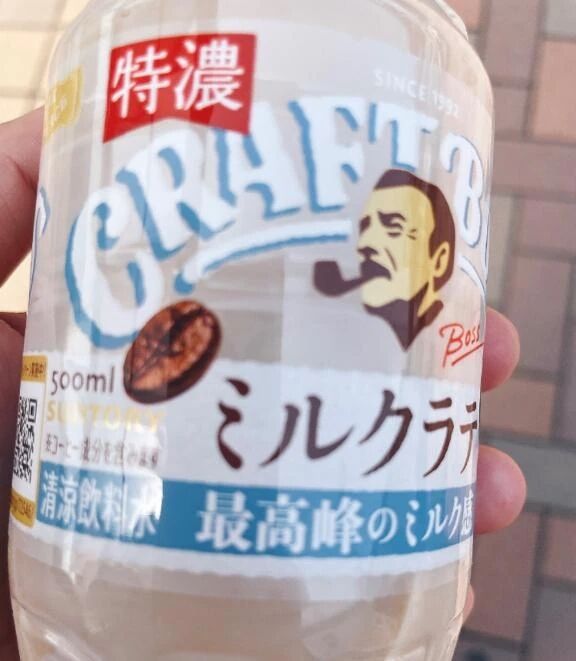 特濃
SINCE 1992
CRAFT B
Boss
500ml
SUNTORY
ミルクラテ
清涼飲料水
最高峰のミルク感